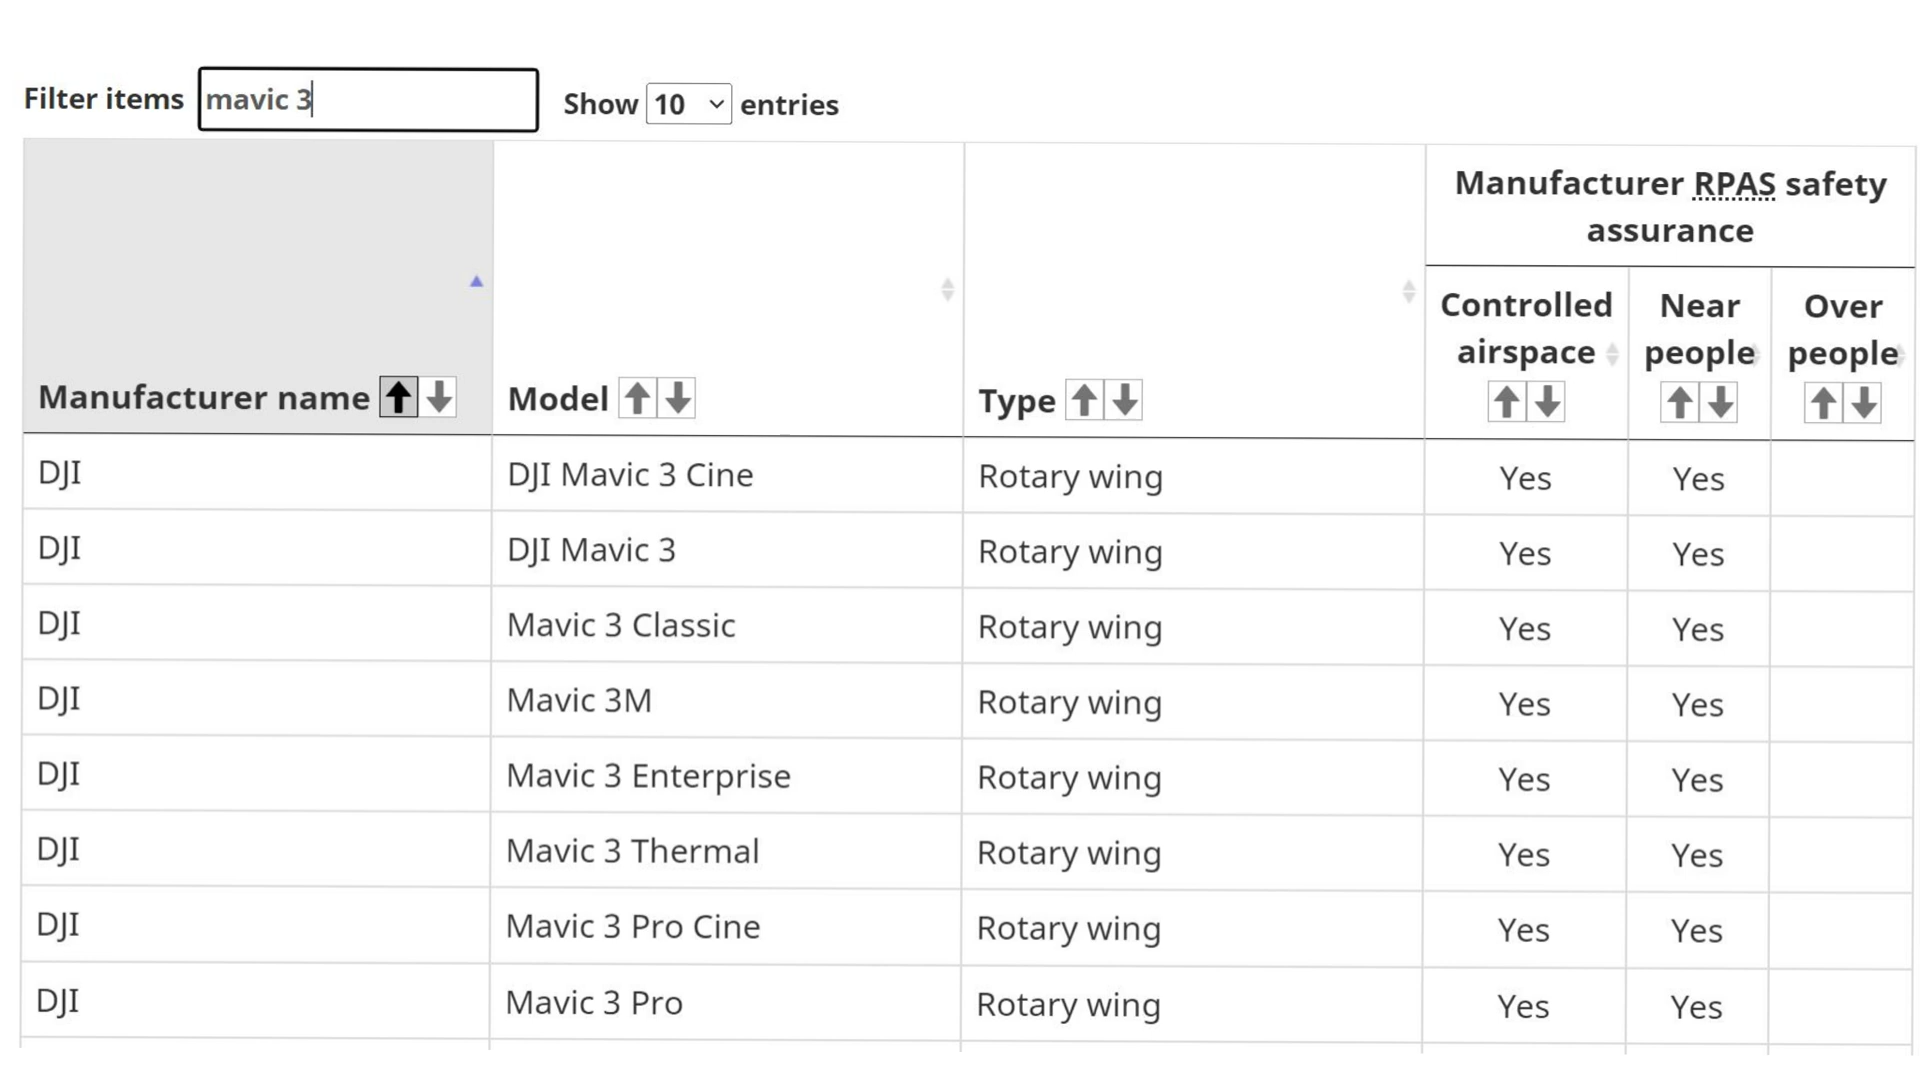 Filter items mavic 3 Show 10 entries
Manufacturer RPAS safety
assurance
Controlled Near Over
airspace people people
Manufacturer name Model Type
DJI DJI Mavic 3 Cine Rotary wing Yes Yes
DJI DJI Mavic 3 Rotary wing Yes Yes
DJI Mavic 3 Classic Rotary wing Yes Yes
DJI Mavic 3M Rotary wing Yes Yes
DJI Mavic 3 Enterprise Rotary wing Yes Yes
DJI Mavic 3 Thermal Rotary wing Yes Yes
DJI Mavic 3 Pro Cine Rotary wing Yes Yes
DJI Mavic 3 Pro Rotary wing Yes Yes